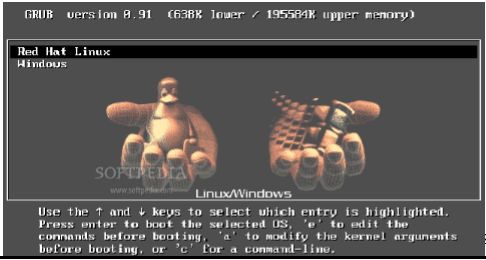 GRUB version 0.91 (638K lower / 195584K upper memory)
Red Hat Linux
Windows
SOFTPEDIA
www.softpedia.com
Linux/Windows
Use the ↑ and ↓ keys to select which entry is highlighted.
Press enter to boot the selected OS, 'e' to edit the
commands before booting, 'a' to modify the kernel arguments
before booting, or 'c' for a command-line.